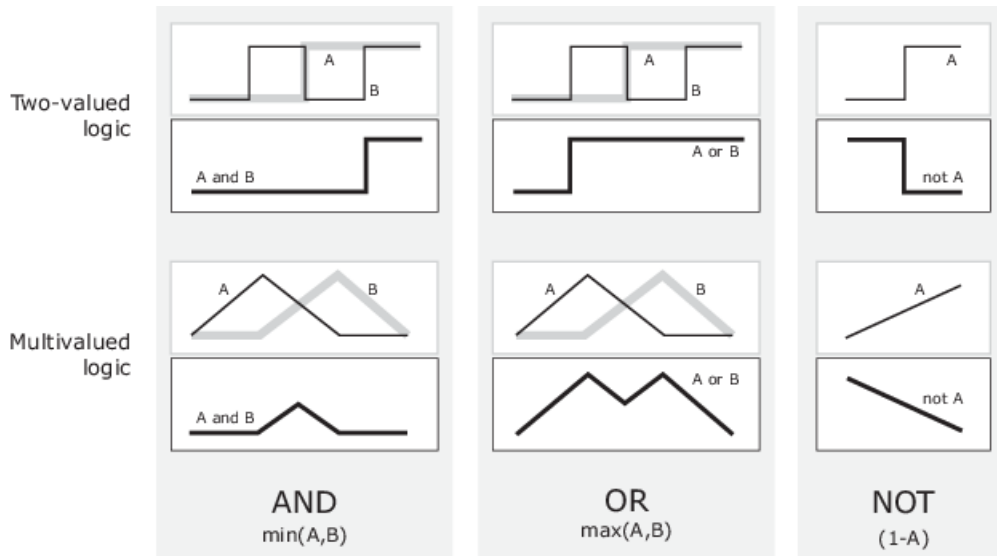 Two-valued
logic
A
B
A and B
A
B
A or B
A
not A
Multivalued
logic
A
B
A and B
A
B
A or B
A
not A
AND
min(A,B)
OR
max(A,B)
NOT
(1-A)